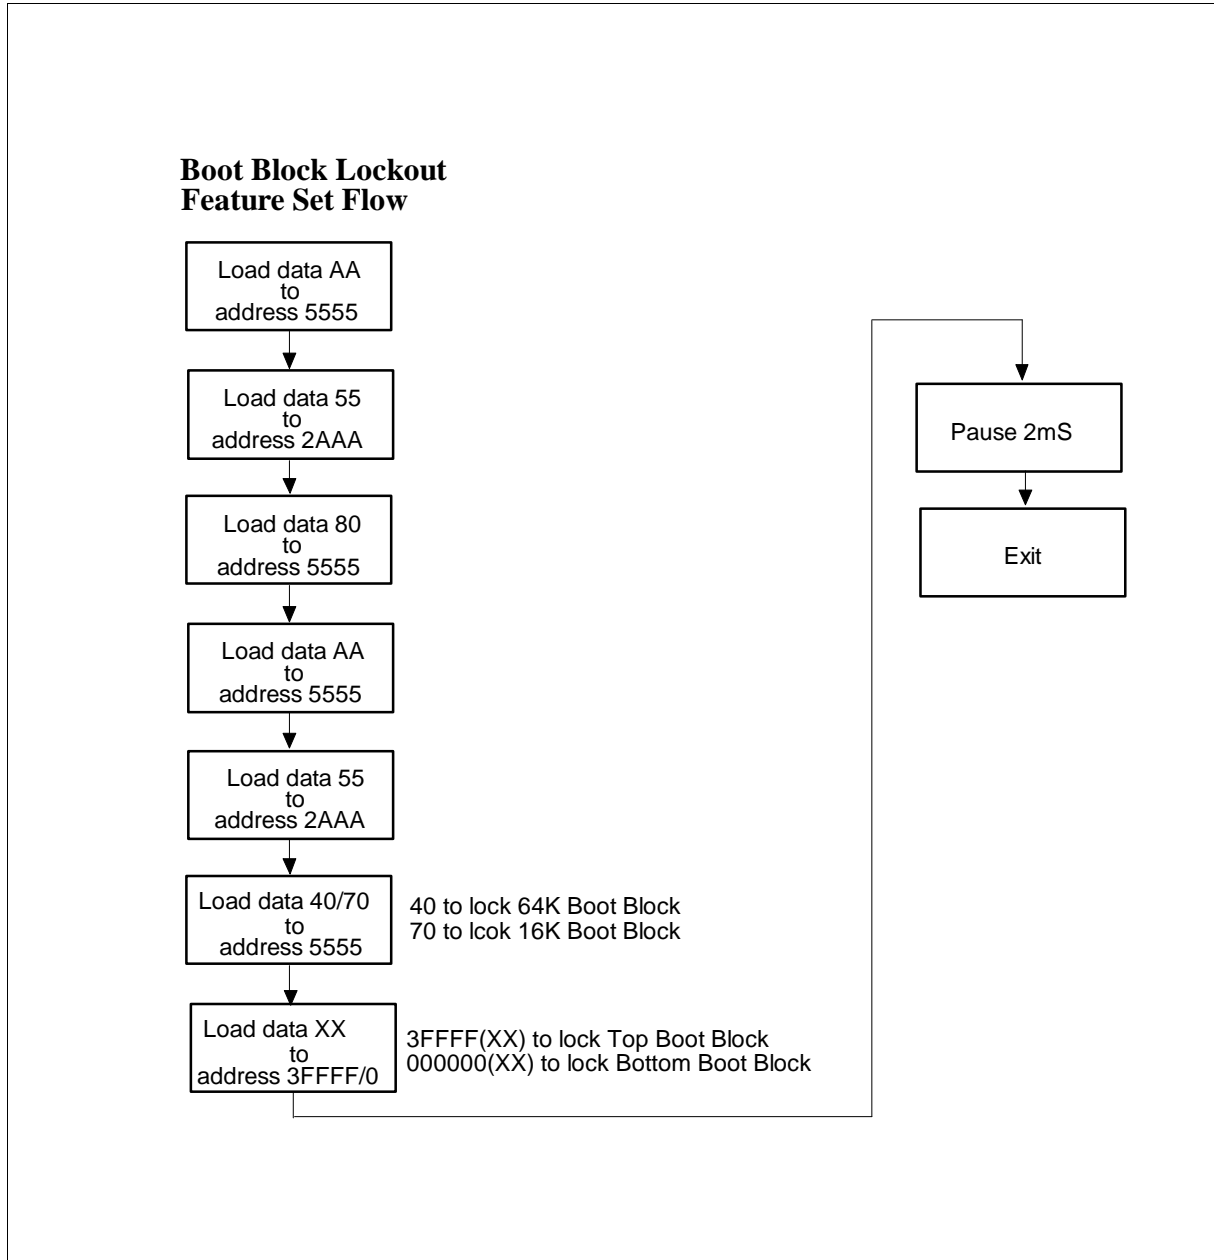 Boot Block Lockout
Feature Set Flow
Load data AA
to
address 5555
Load data 55
to
address 2AAA
Load data 80
to
address 5555
Load data AA
to
address 5555
Load data 55
to
address 2AAA
Load data 40/70
to
address 5555
40 to lock 64K Boot Block
70 to lcok 16K Boot Block
Load data XX
to
address 3FFFF/0
3FFFF(XX) to lock Top Boot Block
000000(XX) to lock Bottom Boot Block
Pause 2mS
Exit